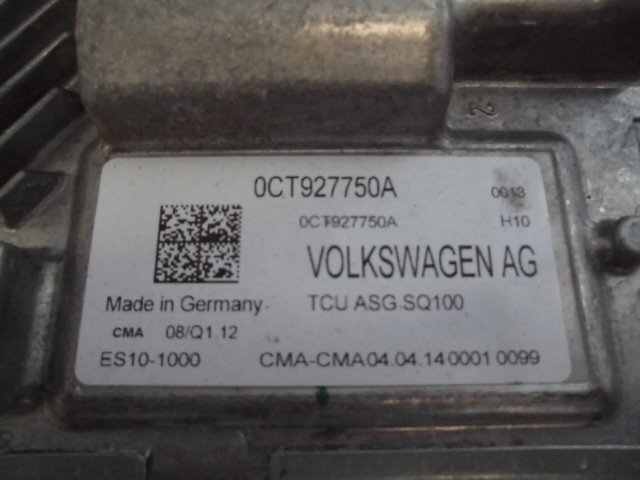 0CT927750A 0013
0CT927750A H10
VOLKSWAGEN AG
Made in Germany TCU ASG SQ100
CMA 08/Q1.12
ES10-1000 CMA-CMA04.04.14 0001 0099
2